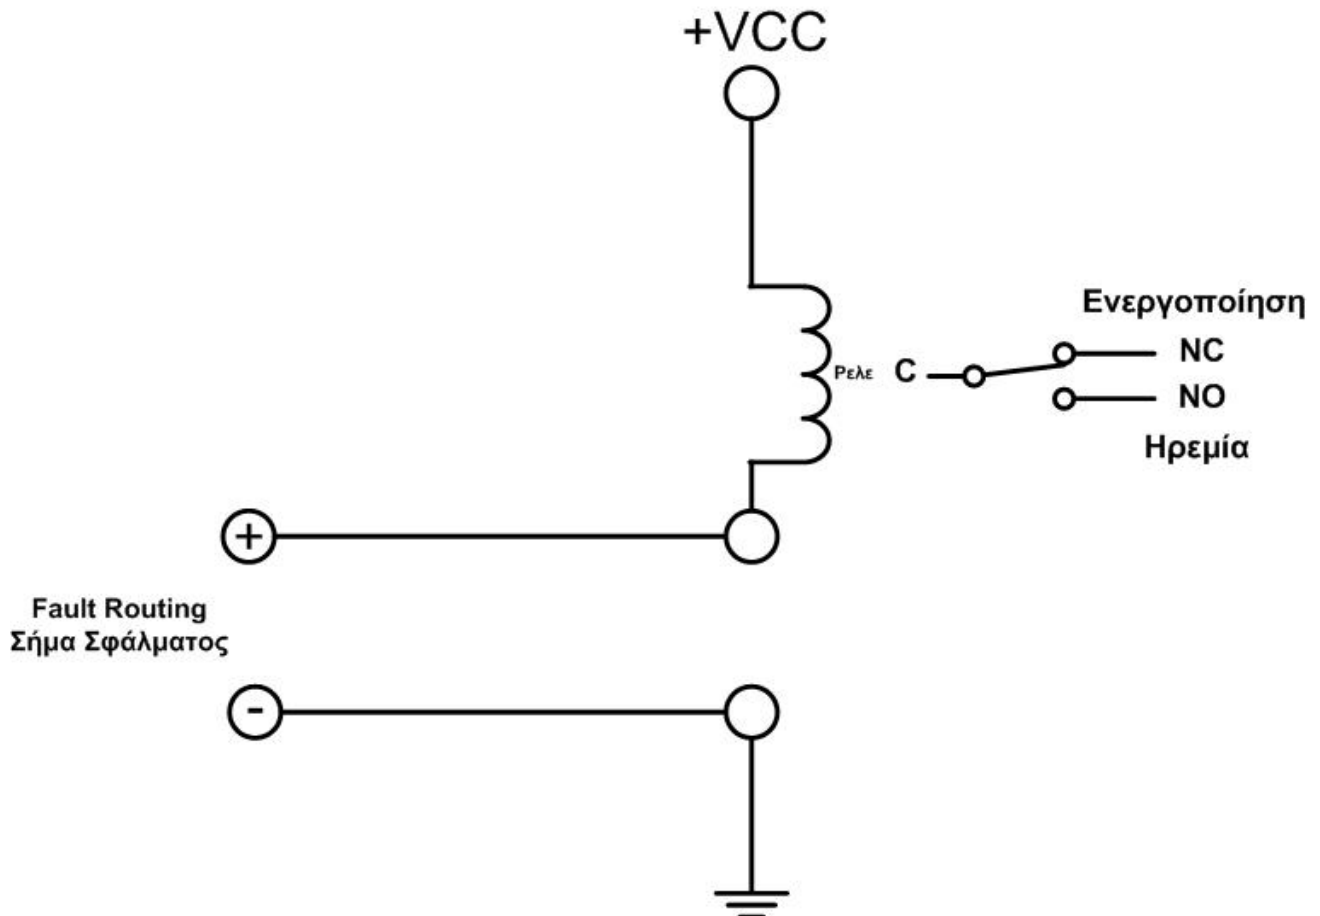 +VCC
Ενεργοποίηση
NC
Ρελε
C
NO
Ηρεμία
+
Fault Routing
Σήμα Σφάλματος
-